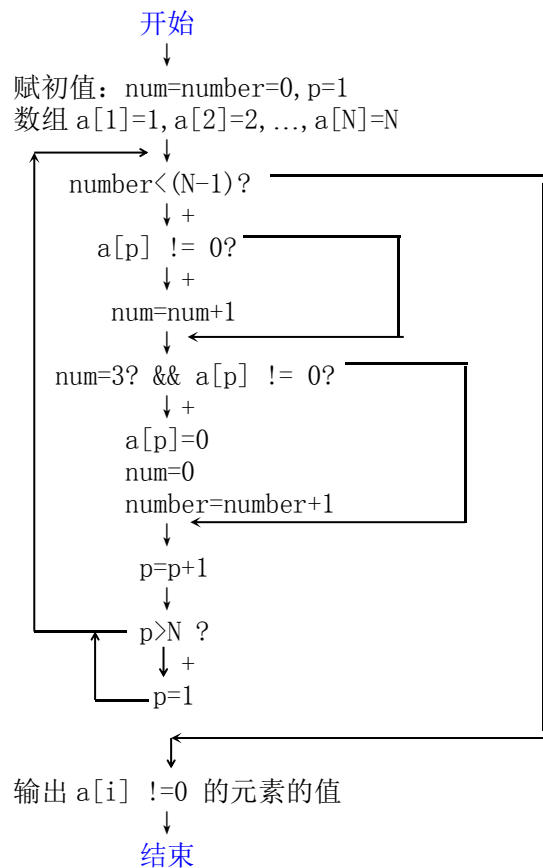 开始
赋初值：num=number=0,p=1
数组 a[1]=1,a[2]=2,...,a[N]=N
number<(N-1)?
+
a[p] != 0?
+
num=num+1
num=3? && a[p] != 0?
+
a[p]=0
num=0
number=number+1
p=p+1
p>N ?
+
p=1
输出 a[i] !=0 的元素的值
结束